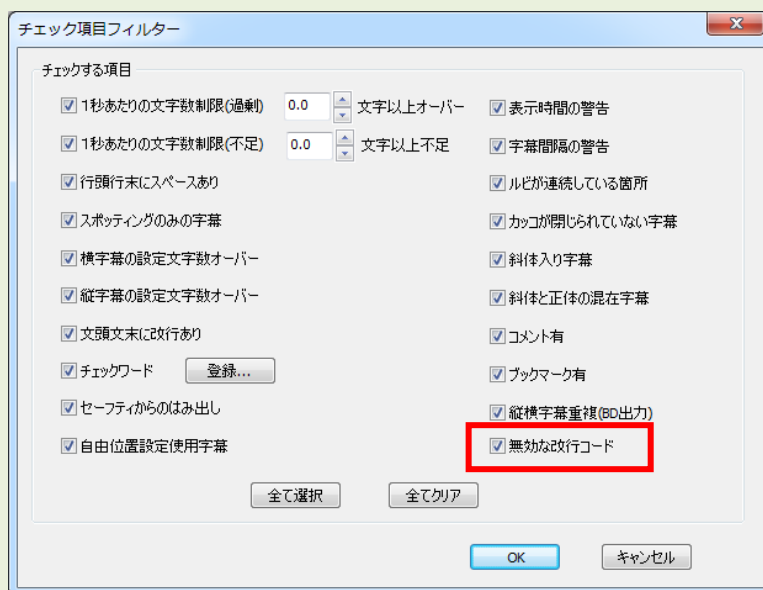 チェック項目フィルター
チェックする項目
1秒あたりの文字数制限(過剰) 0.0 文字以上オーバー
1秒あたりの文字数制限(不足) 0.0 文字以上不足
行頭行末にスペースあり
スポッティングのみの字幕
横字幕の設定文字数オーバー
縦字幕の設定文字数オーバー
文頭文末に改行あり
チェックワード 登録...
セーフティからのはみ出し
自由位置設定使用字幕
表示時間の警告
字幕間隔の警告
ルビが連続している箇所
カッコが閉じられていない字幕
斜体入り字幕
斜体と正体の混在字幕
コメント有
ブックマーク有
縦横字幕重複(BD出力)
無効な改行コード
全て選択 全てクリア
OK キャンセル